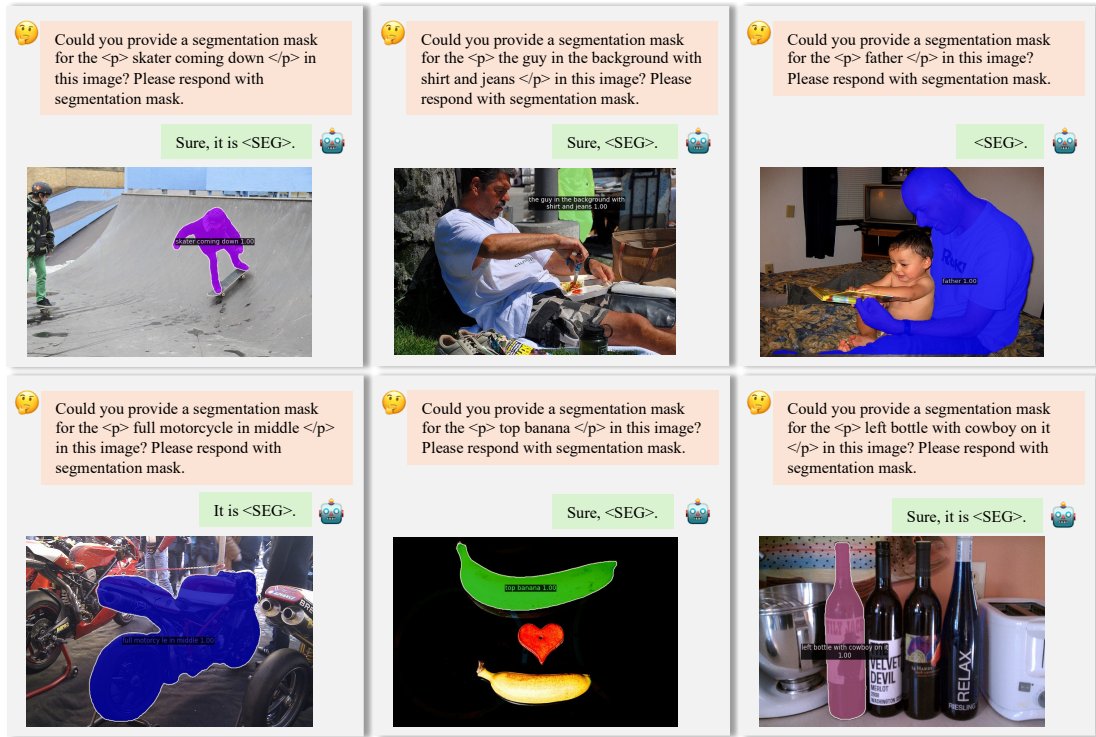 Could you provide a segmentation mask
for the <p> skater coming down </p> in
this image? Please respond with
segmentation mask.
Sure, it is <SEG>.
skater coming down 1.00
Could you provide a segmentation mask
for the <p> the guy in the background with
shirt and jeans </p> in this image? Please
respond with segmentation mask.
Sure, <SEG>.
the guy in the background with
shirt and jeans 1.00
Could you provide a segmentation mask
for the <p> father </p> in this image?
Please respond with segmentation mask.
<SEG>.
father 1.00
Could you provide a segmentation mask
for the <p> full motorcycle in middle </p>
in this image? Please respond with
segmentation mask.
It is <SEG>.
full motorcycle in middle 1.00
Could you provide a segmentation mask
for the <p> top banana </p> in this image?
Please respond with segmentation mask.
Sure, <SEG>.
top banana 1.00
Could you provide a segmentation mask
for the <p> left bottle with cowboy on it
</p> in this image? Please respond with
segmentation mask.
Sure, it is <SEG>.
left bottle with cowboy on it
1.00
VELVET
DEVIL
MERLOT
WASHINGTON
RELAX
RIESLING